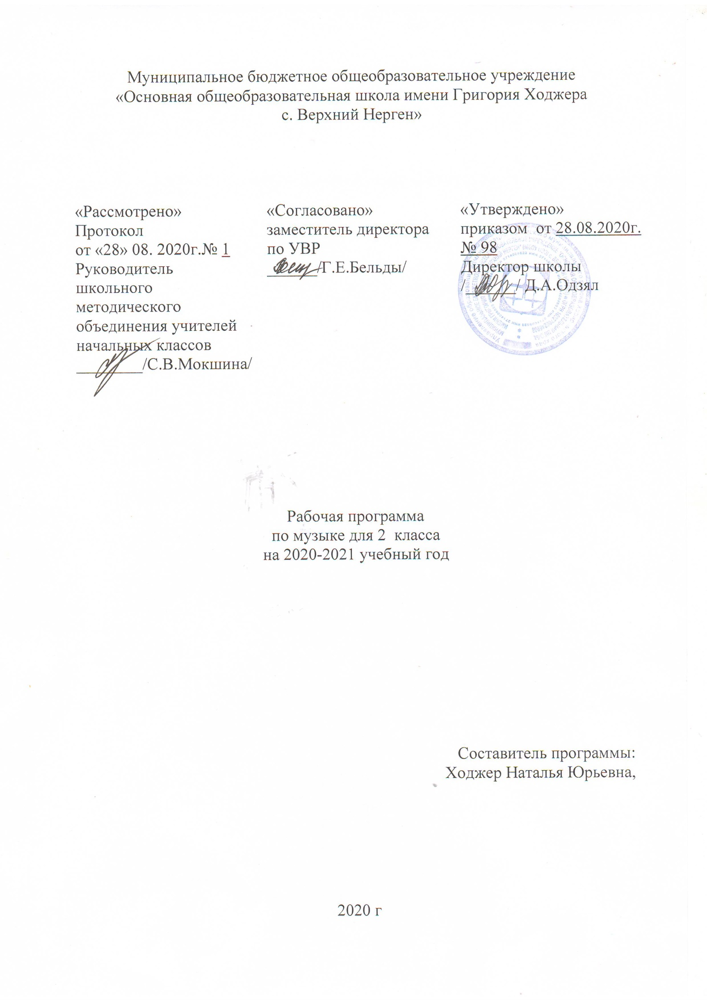 Муниципальное бюджетное общеобразовательное учреждение
«Основная общеобразовательная школа имени Григория Ходжера
с. Верхний Нерген»
«Рассмотрено»
Протокол
от «28» 08. 2020г.№ 1
Руководитель
школьного
методического
объединения учителей
начальных классов
/С.В.Мокшина/
«Согласовано»
заместитель директора
по УВР
/Г.Е.Бельды/
«Утверждено»
приказом от 28.08.2020г.
№ 98
Директор школы
/ / Д.А.Одзял
Рабочая программа
по музыке для 2 класса
на 2020-2021 учебный год
Составитель программы:
Ходжер Наталья Юрьевна,
2020 г